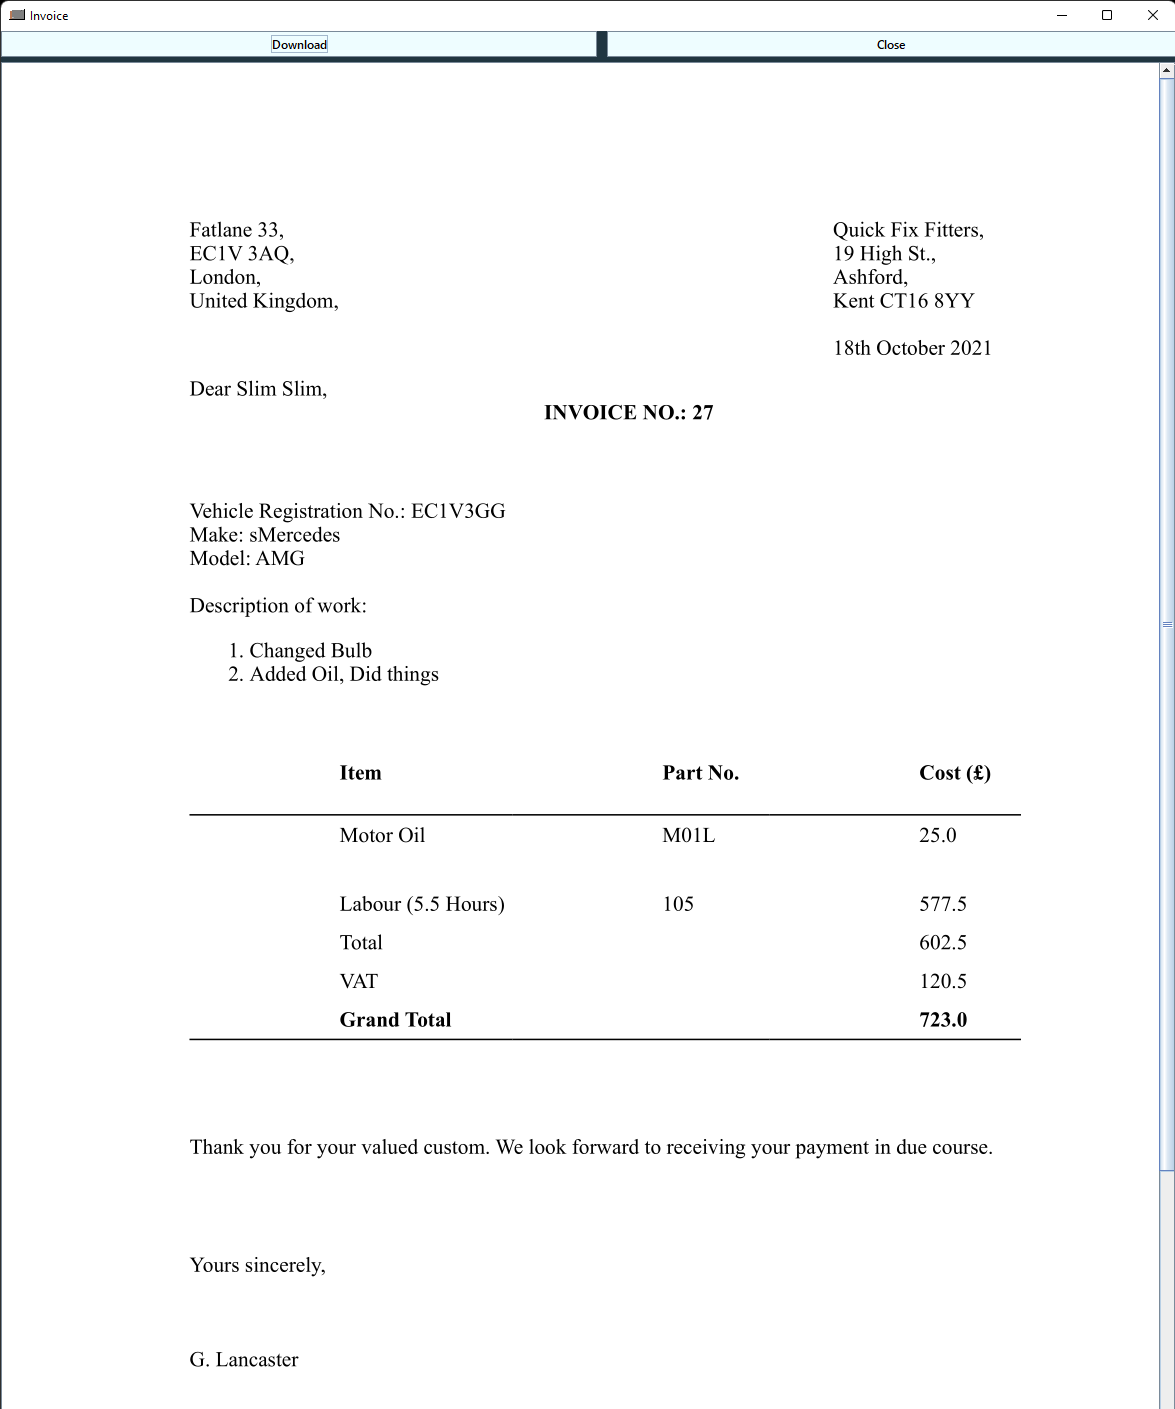 Invoice
Download
Close
Fatlane 33,
EC1V 3AQ,
London,
United Kingdom,
Quick Fix Fitters,
19 High St.,
Ashford,
Kent CT16 8YY
18th October 2021
Dear Slim Slim,
INVOICE NO.: 27
Vehicle Registration No.: EC1V3GG
Make: sMercedes
Model: AMG
Description of work:
1. Changed Bulb
2. Added Oil, Did things
Item Part No. Cost (£)
Motor Oil M01L 25.0
Labour (5.5 Hours) 105 577.5
Total 602.5
VAT 120.5
Grand Total 723.0
Thank you for your valued custom. We look forward to receiving your payment in due course.
Yours sincerely,
G. Lancaster